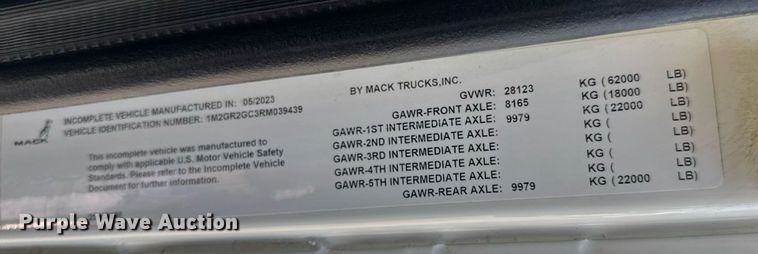 INCOMPLETE VEHICLE MANUFACTURED IN: 05/2023 BY MACK TRUCKS,INC.
VEHICLE IDENTIFICATION NUMBER: 1M2GR2GC3RM039439
MACK
This incomplete vehicle was manufactured to
comply with applicable U.S. Motor Vehicle Safety
Standards. Please refer to the Incomplete Vehicle
Document for further information.
GVWR: 28123 KG (62000 LB)
GAWR-FRONT AXLE: 8165 KG (18000 LB)
GAWR-1ST INTERMEDIATE AXLE: 9979 KG (22000 LB)
GAWR-2ND INTERMEDIATE AXLE: KG ( LB)
GAWR-3RD INTERMEDIATE AXLE: KG ( LB)
GAWR-4TH INTERMEDIATE AXLE: KG ( LB)
GAWR-5TH INTERMEDIATE AXLE: KG ( LB)
GAWR-REAR AXLE: 9979 KG (22000 LB)
Purple Wave Auction